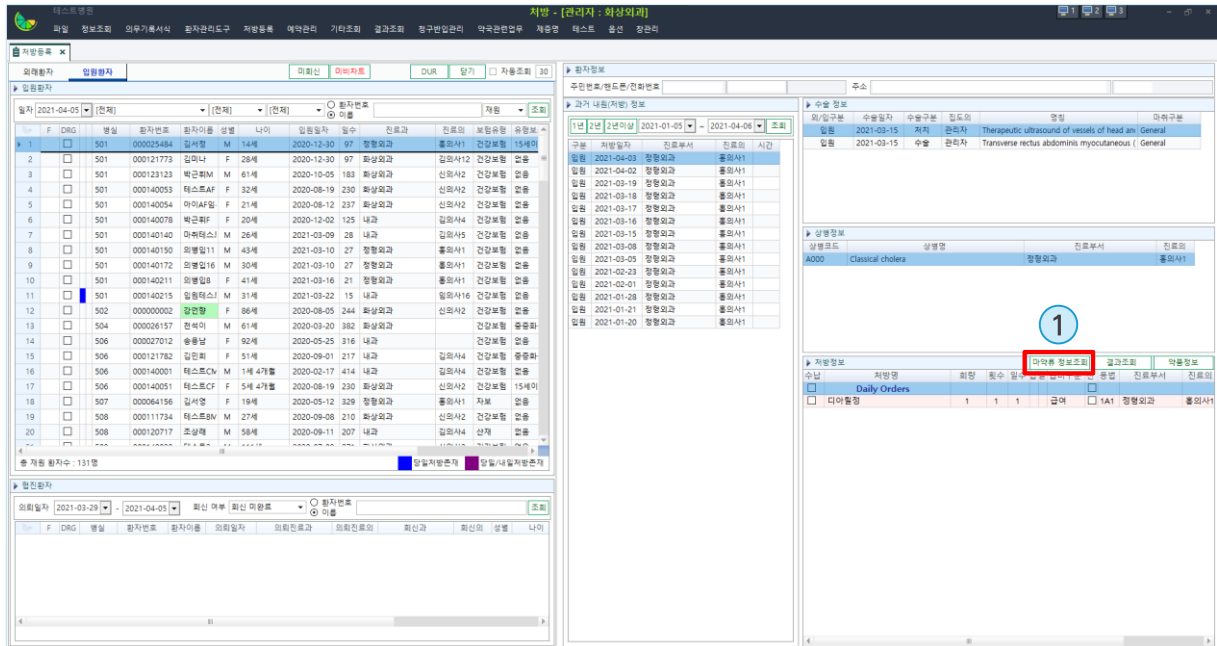 테스트병원
처방 - [관리자 : 화상외과]
1 2 3
파일 정보조회 의무기록서식 환자관리도구 처방등록 예약관리 기타조회 결과조회 청구반입관리 약국관련업무 제증명 테스트 옵션 창관리
처방등록 x
외래환자 입원환자 미회신 미비차트 DUR 닫기 자동조회 30
입원환자
일자 2021-04-05 [전체] [전체] [전체] 환자번호 이름 재원 조회
F DRG 병실 환자번호 환자이름 성별 나이 입원일자 일수 진료과 진료의 보험유형 유형보
1 501 000025484 김서정 M 14세 2020-12-30 97 정형외과 홍의사1 건강보험 15세이
2 501 000121773 김미나 F 28세 2020-12-30 97 화상외과 김의사12 건강보험 없음
3 501 000123123 박근휘M M 61세 2020-10-05 183 화상외과 신의사2 건강보험 없음
4 501 000140053 테스트AF F 32세 2020-08-19 230 화상외과 신의사2 건강보험 없음
5 501 000140054 아이AF임- F 21세 2020-08-12 237 화상외과 신의사2 건강보험 없음
6 501 000140078 박근휘F F 20세 2020-12-02 125 내과 김의사4 건강보험 없음
7 501 000140140 마취테스 M 26세 2021-03-09 28 내과 김의사5 건강보험 없음
8 501 000140150 의병입11 M 43세 2021-03-10 27 정형외과 홍의사1 건강보험 없음
9 501 000140172 의병입16 M 30세 2021-03-10 27 정형외과 홍의사1 건강보험 없음
10 501 000140211 의병입8 F 41세 2021-03-16 21 정형외과 홍의사1 건강보험 없음
11 501 000140215 입원테스 M 31세 2021-03-22 15 내과 임의사16 건강보험 없음
12 502 000000002 강연향 F 86세 2020-08-05 244 화상외과 신의사2 건강보험 없음
13 504 000026157 전석이 M 61세 2020-03-20 382 화상외과 건강보험 중증화
14 506 000027012 송용남 F 92세 2020-05-25 316 내과 건강보험 없음
15 506 000121782 김민희 F 51세 2020-09-01 217 내과 김의사4 건강보험 중증화
16 506 000140001 테스트CM M 1세 4개월 2020-02-17 414 내과 김의사4 건강보험 없음
17 506 000140051 테스트CF F 5세 4개월 2020-08-19 230 화상외과 신의사2 건강보험 15세이
18 507 000064156 김서영 F 19세 2020-05-12 329 정형외과 홍의사1 자보 없음
19 508 000111734 테스트BM M 27세 2020-09-08 210 화상외과 신의사2 건강보험 없음
20 508 000120717 조상래 M 58세 2020-09-11 207 내과 김의사4 산재 없음
총 재원 환자수 : 131명 당일처방존재 당일/내일처방존재
협진환자
의뢰일자 2021-03-29 - 2021-04-05 회신 여부 회신 미완료 환자번호 이름 조회
F DRG 병실 환자번호 환자이름 의뢰일자 의뢰진료과 의뢰진료의 회신과 회신의 성별 나이
환자정보
주민번호/핸드폰/전화번호 주소
과거 내원(처방) 정보
1년 2년 2년이상 2021-01-05 - 2021-04-06 조회
구분 처방일자 진료부서 진료의 시간
입원 2021-04-03 정형외과 홍의사1
입원 2021-04-02 정형외과 홍의사1
입원 2021-03-19 정형외과 홍의사1
입원 2021-03-18 정형외과 홍의사1
입원 2021-03-17 정형외과 홍의사1
입원 2021-03-16 정형외과 홍의사1
입원 2021-03-15 정형외과 홍의사1
입원 2021-03-08 정형외과 홍의사1
입원 2021-03-05 정형외과 홍의사1
입원 2021-02-23 정형외과 홍의사1
입원 2021-02-01 정형외과 홍의사1
입원 2021-01-28 정형외과 홍의사1
입원 2021-01-21 정형외과 홍의사1
입원 2021-01-20 정형외과 홍의사1
수술 정보
외/입구분 수술일자 수술구분 집도의 명칭 마취구분
입원 2021-03-15 처치 관리자 Therapeutic ultrasound of vessels of head an General
입원 2021-03-15 수술 관리자 Transverse rectus abdominis myocutaneous ( General
상병정보
상병코드 상병명 진료부서 진료의
A000 Classical cholera 정형외과 홍의사1
1
처방정보 마약류 정보조회 결과조회 약품정보
수납 처방명 회량 횟수 일수 용법 진료부서 진료의
Daily Orders
디아젤정 1 1 1 급여 1A1 정형외과 홍의사1